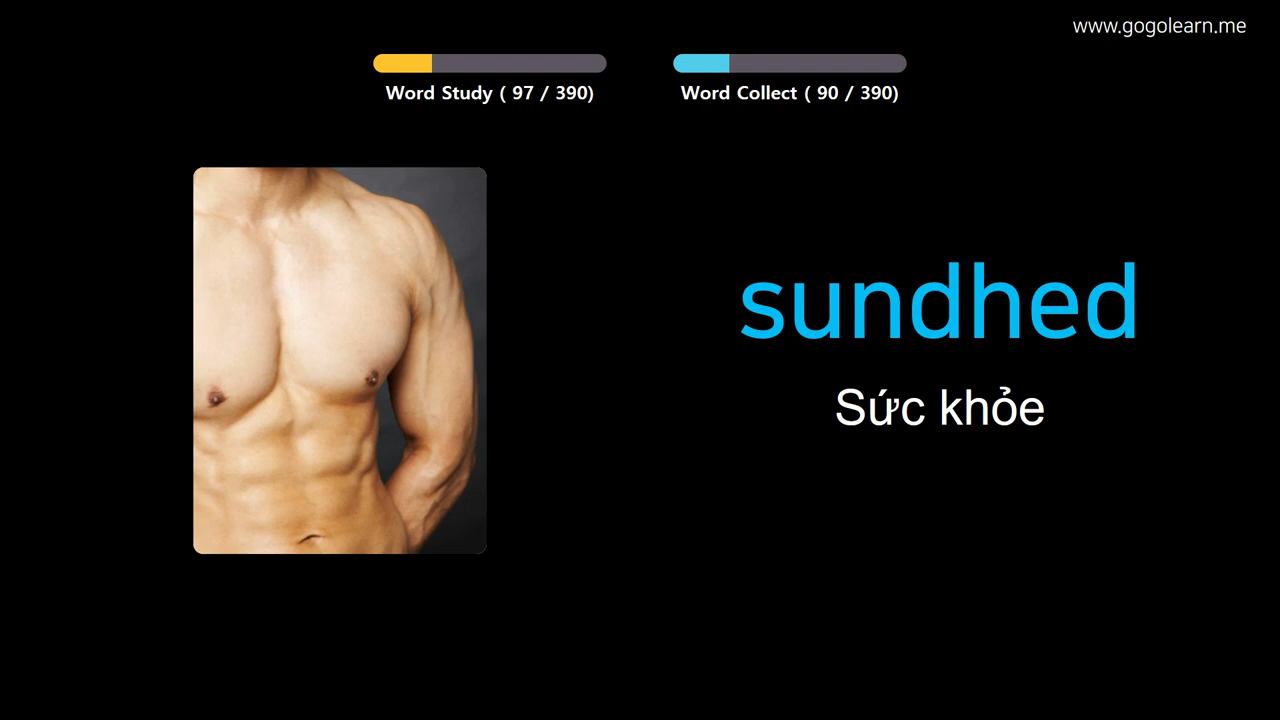 www.gogolearn.me
Word Study ( 97 / 390)
Word Collect ( 90 / 390)
sundhed
Sức khỏe